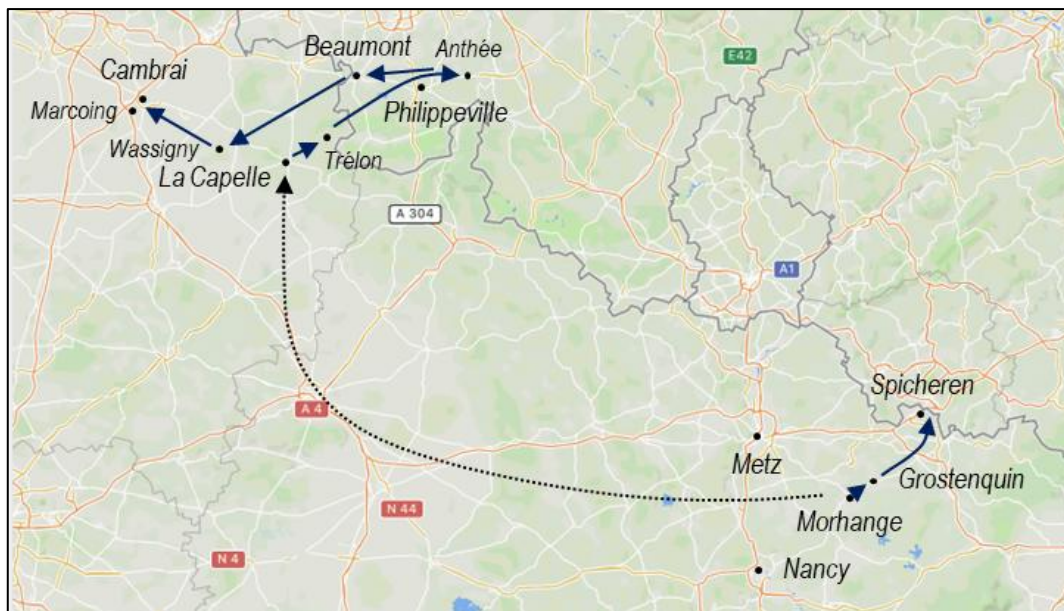 Beaumont
Anthée
E42
Cambrai
Marcoing
Philippeville
Wassigny
La Capelle
Trélon
A 304
A1
Spicheren
A 4
Metz
Grostenquin
N 44
Morhange
N 4
Nancy